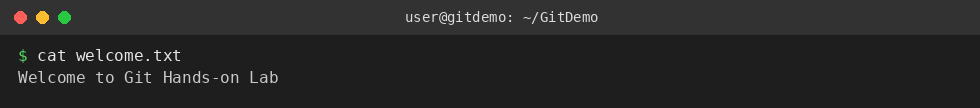 user@gitdemo: ~/GitDemo
$ cat welcome.txt
Welcome to Git Hands-on Lab